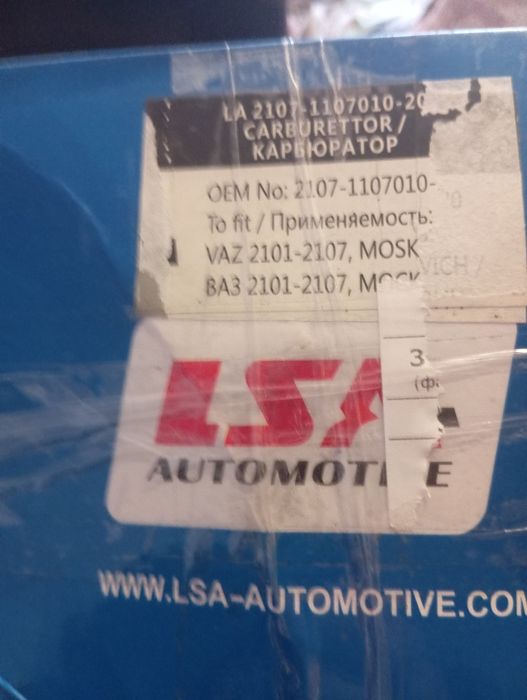 LA 2107-1107010-20
CARBURETTOR /
КАРБЮРАТОР
OEM No: 2107-1107010-
To fit / Применяемость:
VAZ 2101-2107, MOSK VICH /
ВАЗ 2101-2107,
LSA
AUTOMOTIVE
WWW.LSA-AUTOMOTIVE.COM